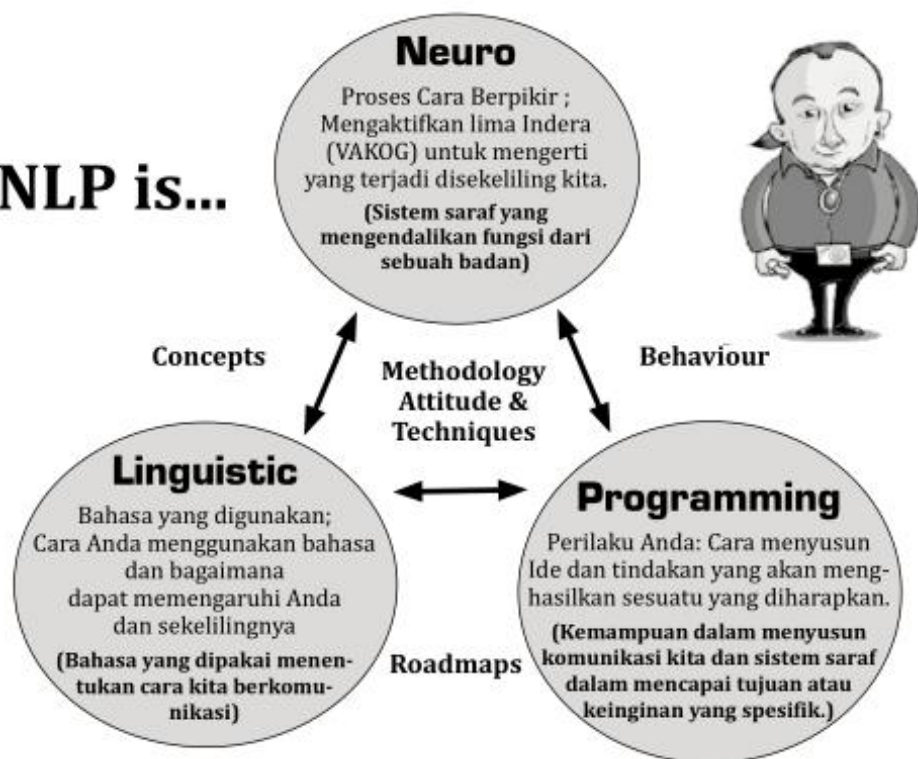 NLP is...
Neuro
Proses Cara Berpikir ;
Mengaktifkan lima Indera
(VAKOG) untuk mengerti
yang terjadi disekeliling kita.
(Sistem saraf yang
mengendalikan fungsi dari
sebuah badan)
Concepts
Methodology
Attitude &
Techniques
Behaviour
Linguistic
Bahasa yang digunakan;
Cara Anda menggunakan bahasa
dan bagaimana
dapat memengaruhi Anda
dan sekelilingnya
(Bahasa yang dipakai menen-
tukan cara kita berkomu-
nikasi)
Roadmaps
Programming
Perilaku Anda: Cara menyusun
Ide dan tindakan yang akan meng-
hasilkan sesuatu yang diharapkan.
(Kemampuan dalam menyusun
komunikasi kita dan sistem saraf
dalam mencapai tujuan atau
keinginan yang spesifik.)